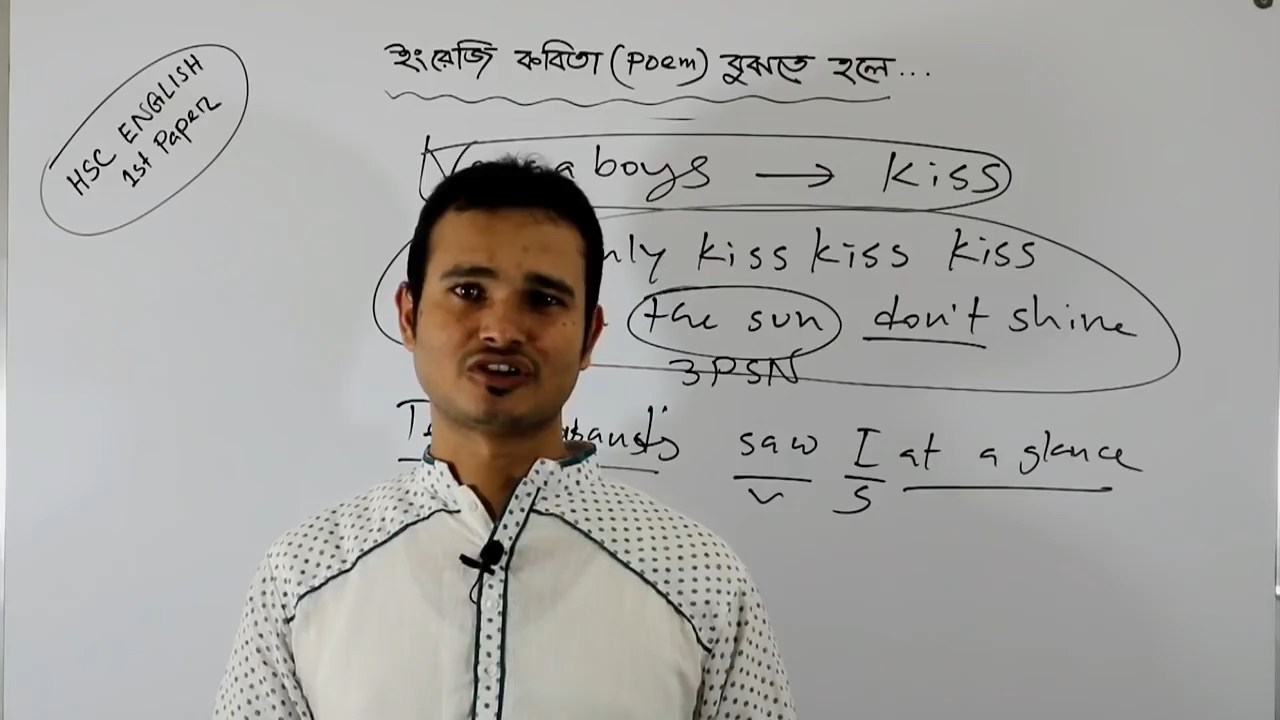 HSC ENGLISH
1st Paper
ইংরেজি কবিতা (Poem) বুঝতে হলে...
boys → kiss
kiss kiss kiss
the sun don't shine
3PSN
saw I at a glance
v S